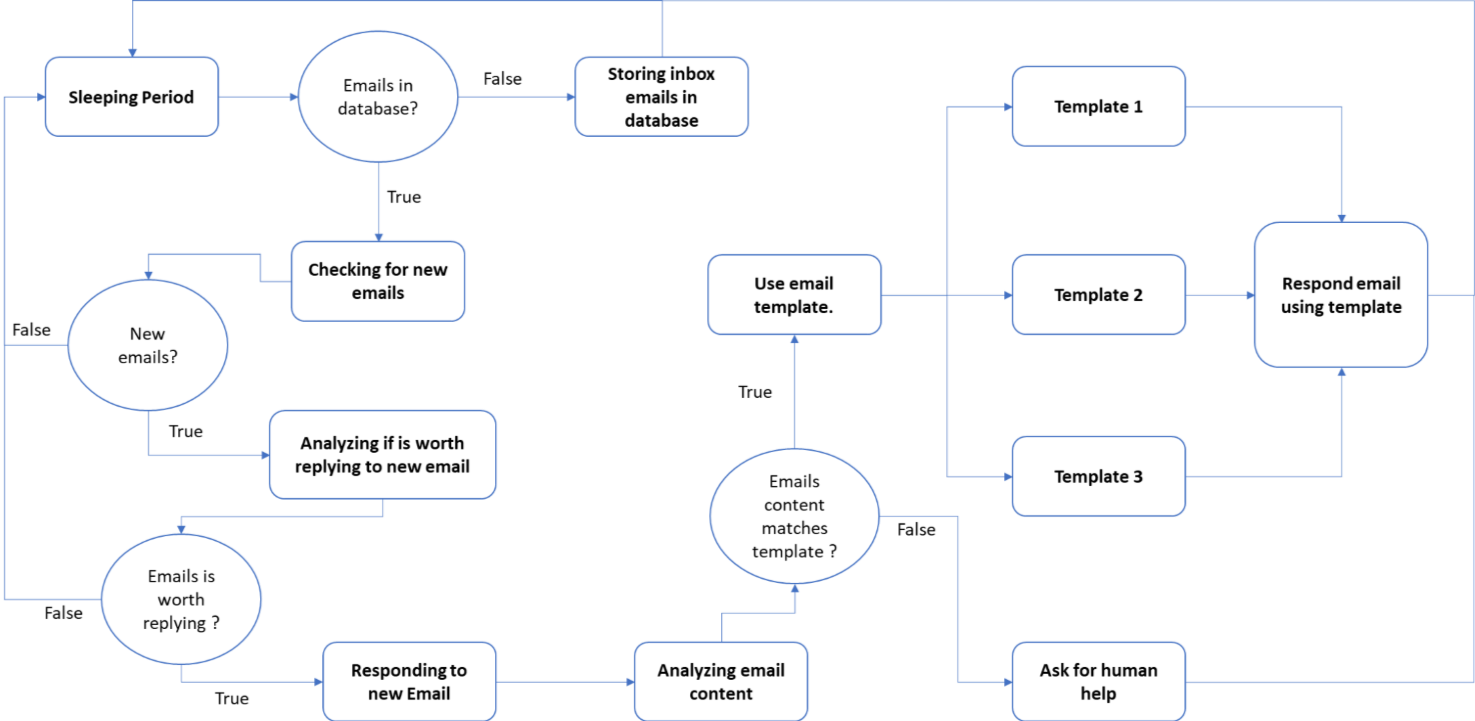 Sleeping Period
Emails in
database?
False
Storing inbox
emails in
database
True
Checking for new
emails
New
emails?
False
True
Analyzing if is worth
replying to new email
Emails is
worth
replying ?
False
True
Responding to
new Email
Analyzing email
content
Emails
content
matches
template ?
True
False
Use email
template.
Template 1
Template 2
Template 3
Respond email
using template
Ask for human
help